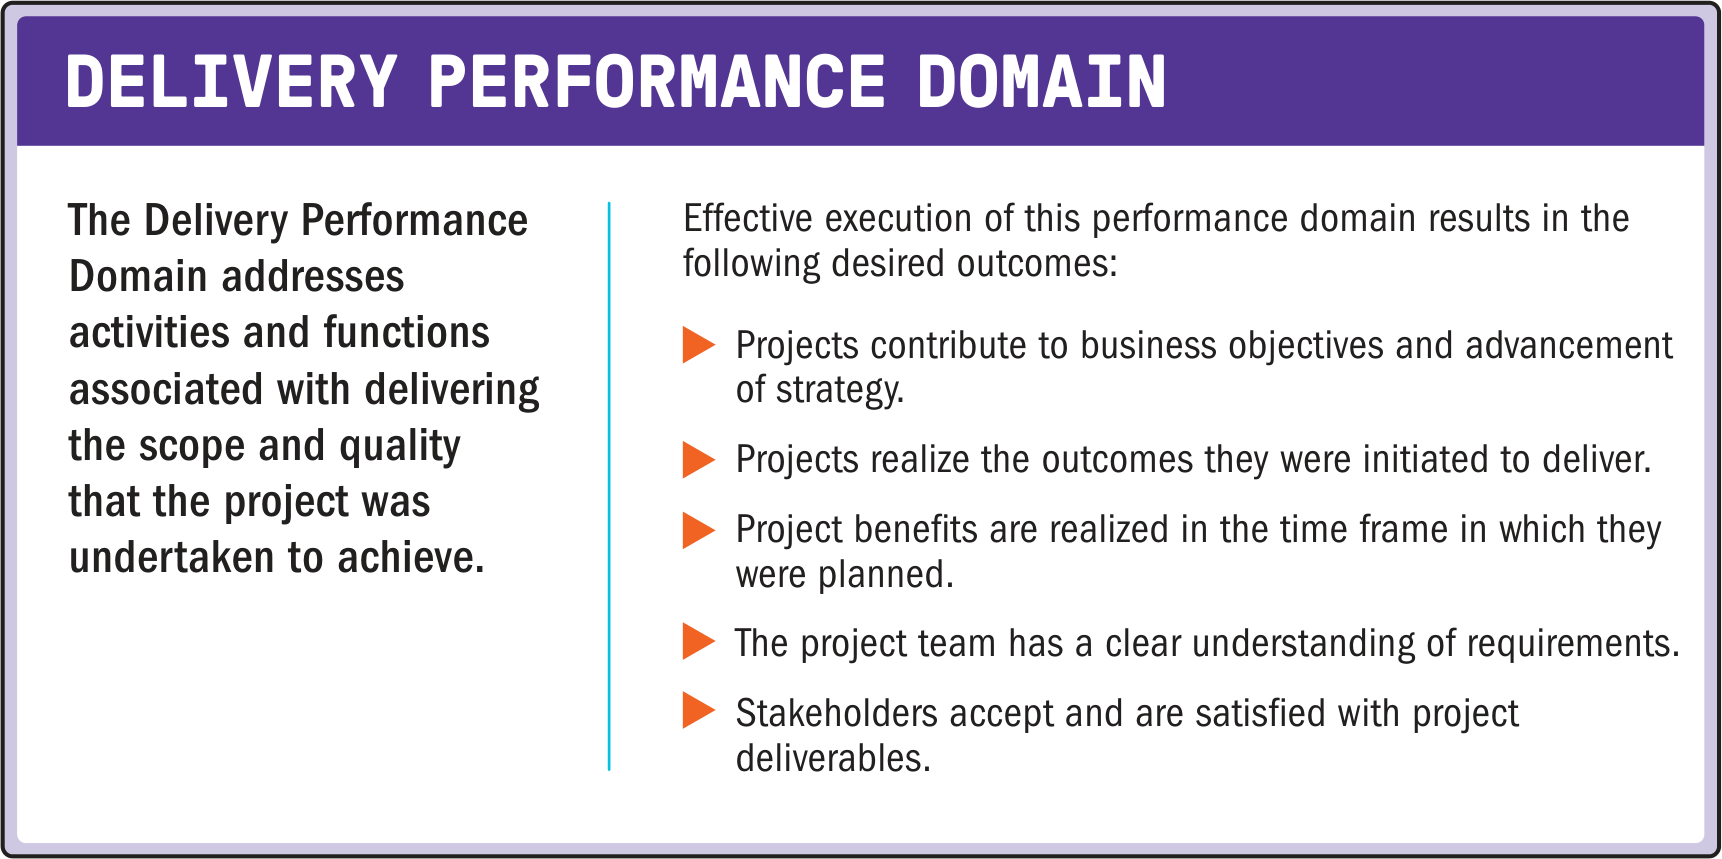 DELIVERY PERFORMANCE DOMAIN
The Delivery Performance
Domain addresses
activities and functions
associated with delivering
the scope and quality
that the project was
undertaken to achieve.
Effective execution of this performance domain results in the
following desired outcomes:
Projects contribute to business objectives and advancement
of strategy.
Projects realize the outcomes they were initiated to deliver.
Project benefits are realized in the time frame in which they
were planned.
The project team has a clear understanding of requirements.
Stakeholders accept and are satisfied with project
deliverables.